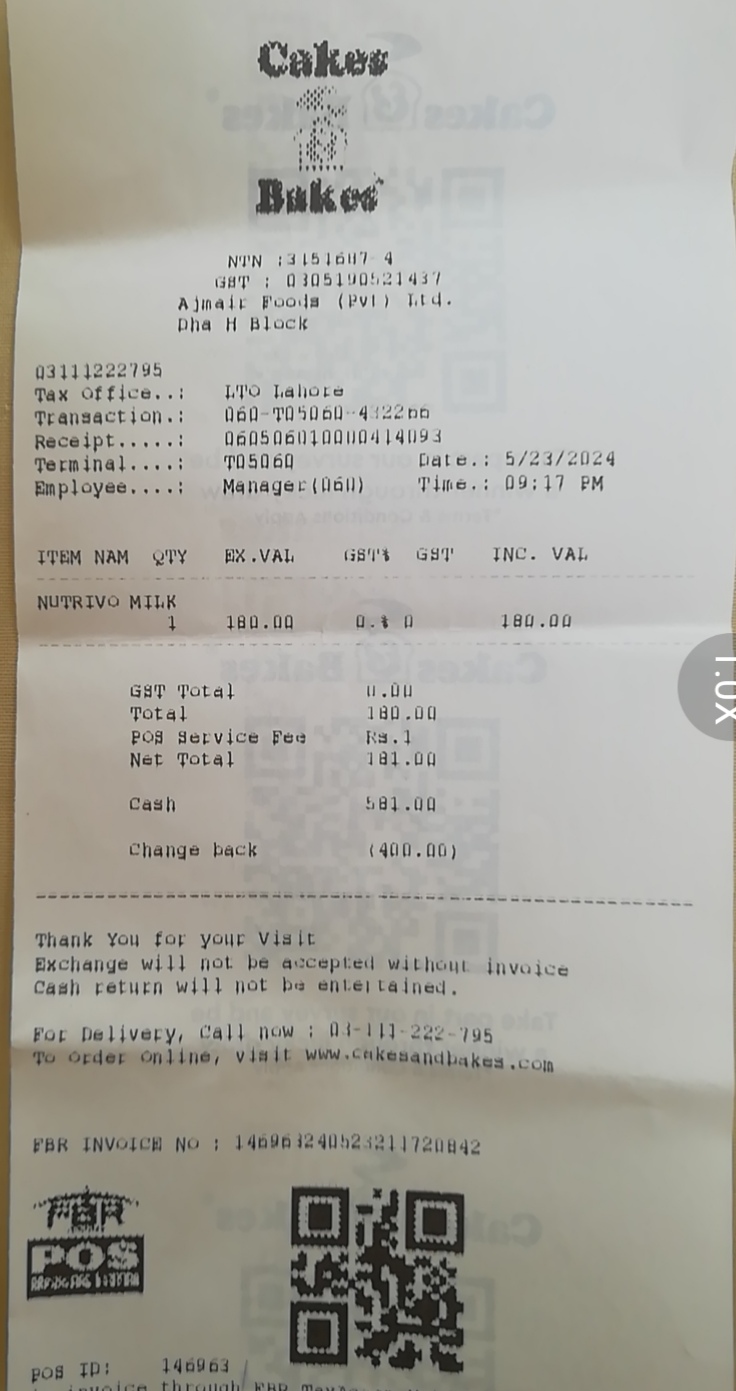 Cakes
Bakes
NTN :3151687-4
GST : 0305190521437
Ajmair Foods (Pvt) Ltd.
Dha H Block
03111222795
Tax Office..: LTO Lahore
Transaction.: 060-T05060-432266
Receipt.....: 060506010000414093
Terminal....: T05060 Date.: 5/23/2024
Employee....: Manager(060) Time.: 09:17 PM
ITEM NAM QTY EX.VAL GST% GST INC. VAL
NUTRIVO MILK
1 180.00 0.% 0 180.00
GST Total 0.00
Total 180.00
POS Service Fee Rs.1
Net Total 181.00
Cash 581.00
Change back (400.00)
Thank You for your Visit
Exchange will not be accepted without invoice
Cash return will not be entertained.
For Delivery, Call now : 03-111-222-795
To Order Online, visit www.cakesandbakes.com
FBR INVOICE NO : 146963240523211720842
FBR
POS
POS ID: 146963
invoice through FBR
1.0x